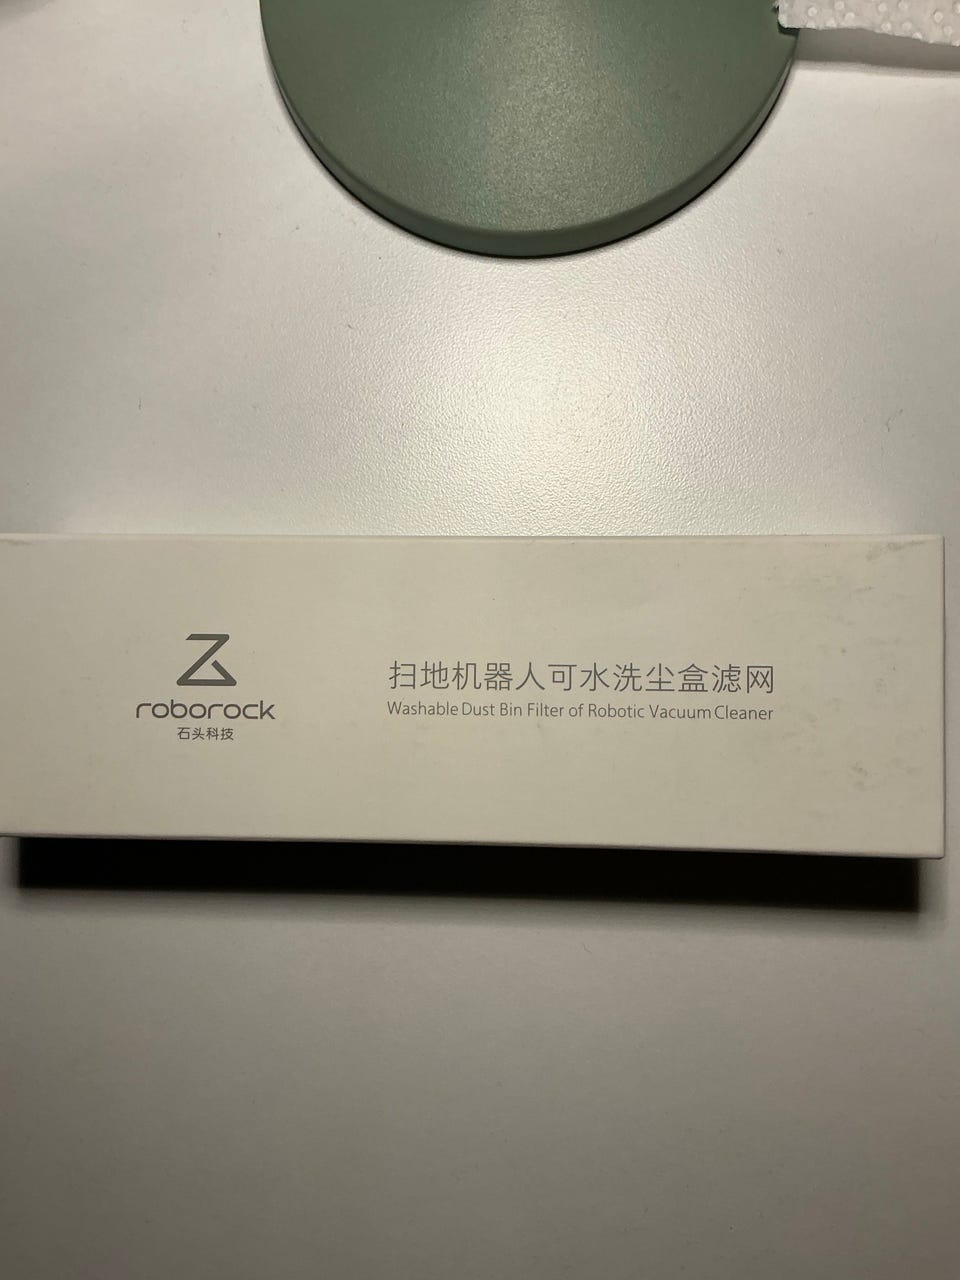 roborock
石头科技
扫地机器人可水洗尘盒滤网
Washable Dust Bin Filter of Robotic Vacuum Cleaner